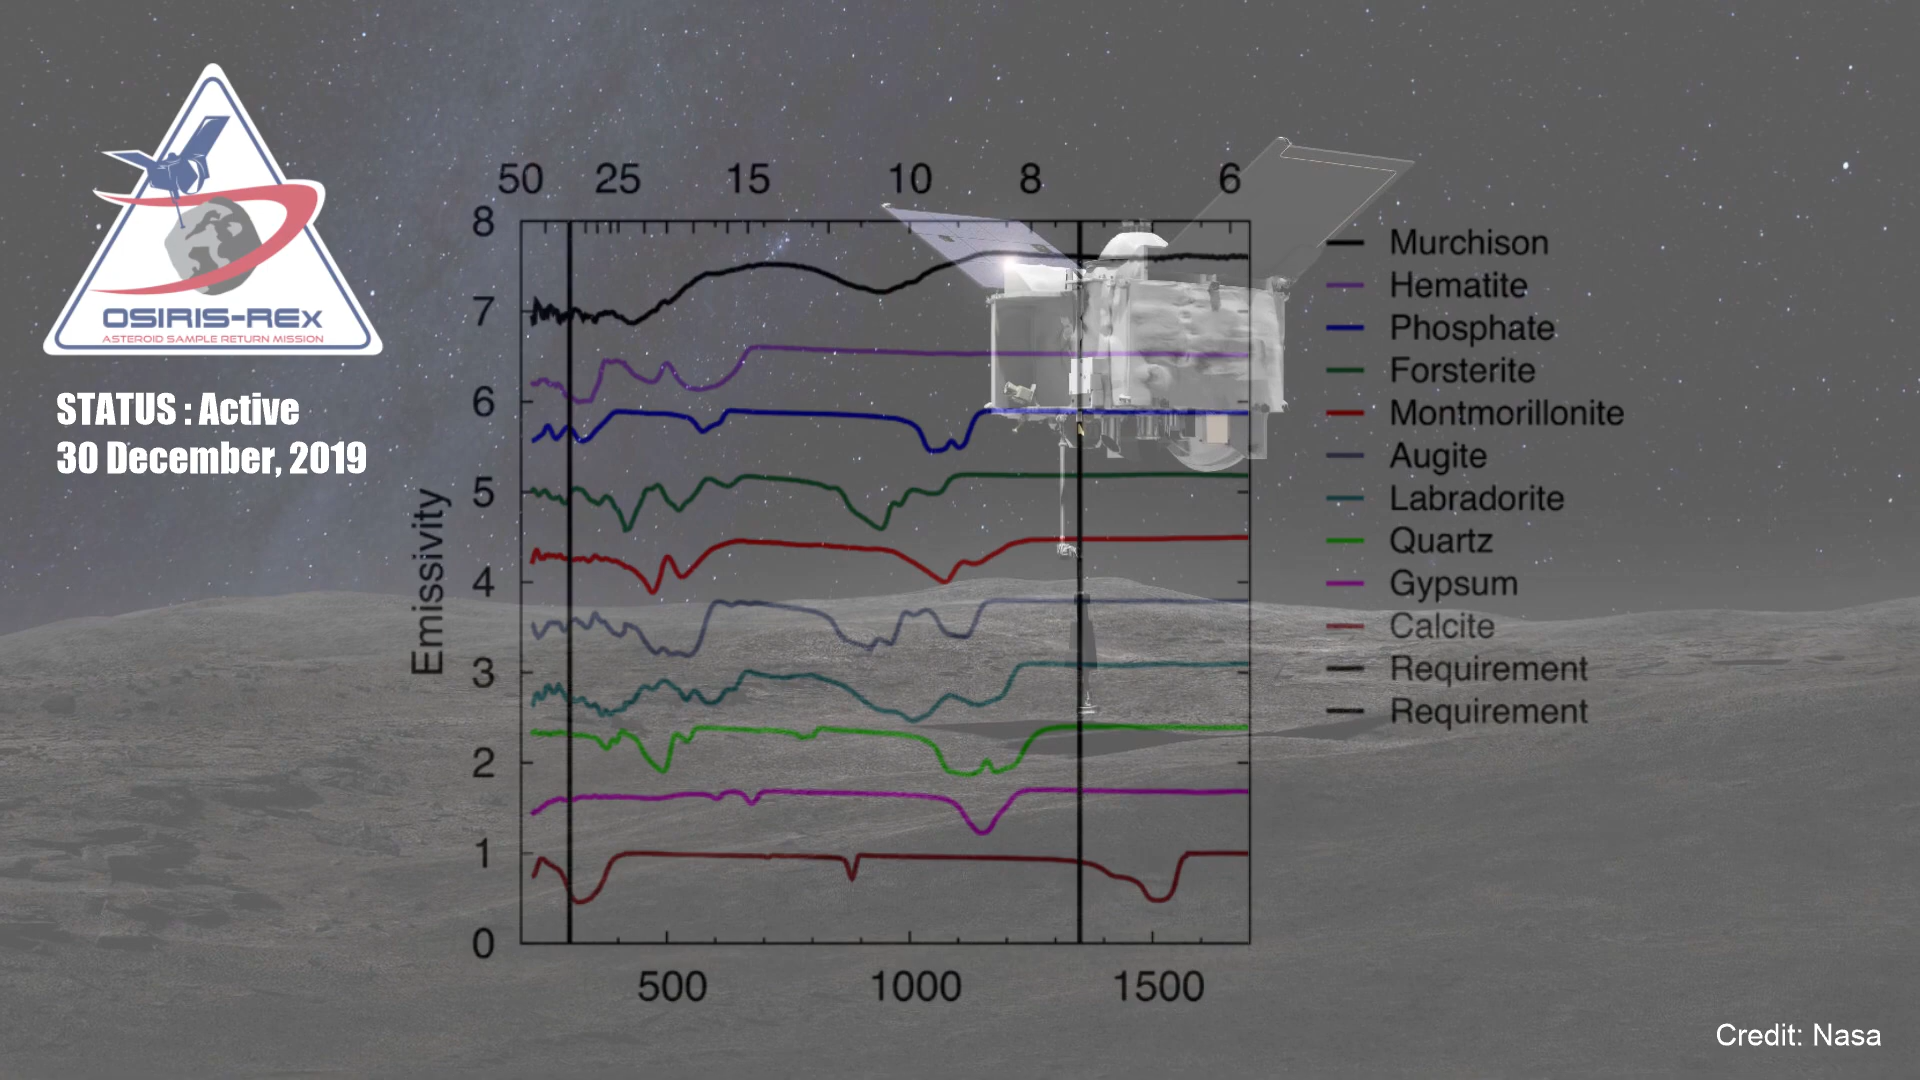 OSIRIS-REx
ASTEROID SAMPLE RETURN MISSION
STATUS : Active
30 December, 2019
50 25 15 10 8 6
8
7
6
5
4
3
2
1
0
Emissivity
500 1000 1500
Murchison
Hematite
Phosphate
Forsterite
Montmorillonite
Augite
Labradorite
Quartz
Gypsum
Calcite
Requirement
Requirement
Credit: Nasa